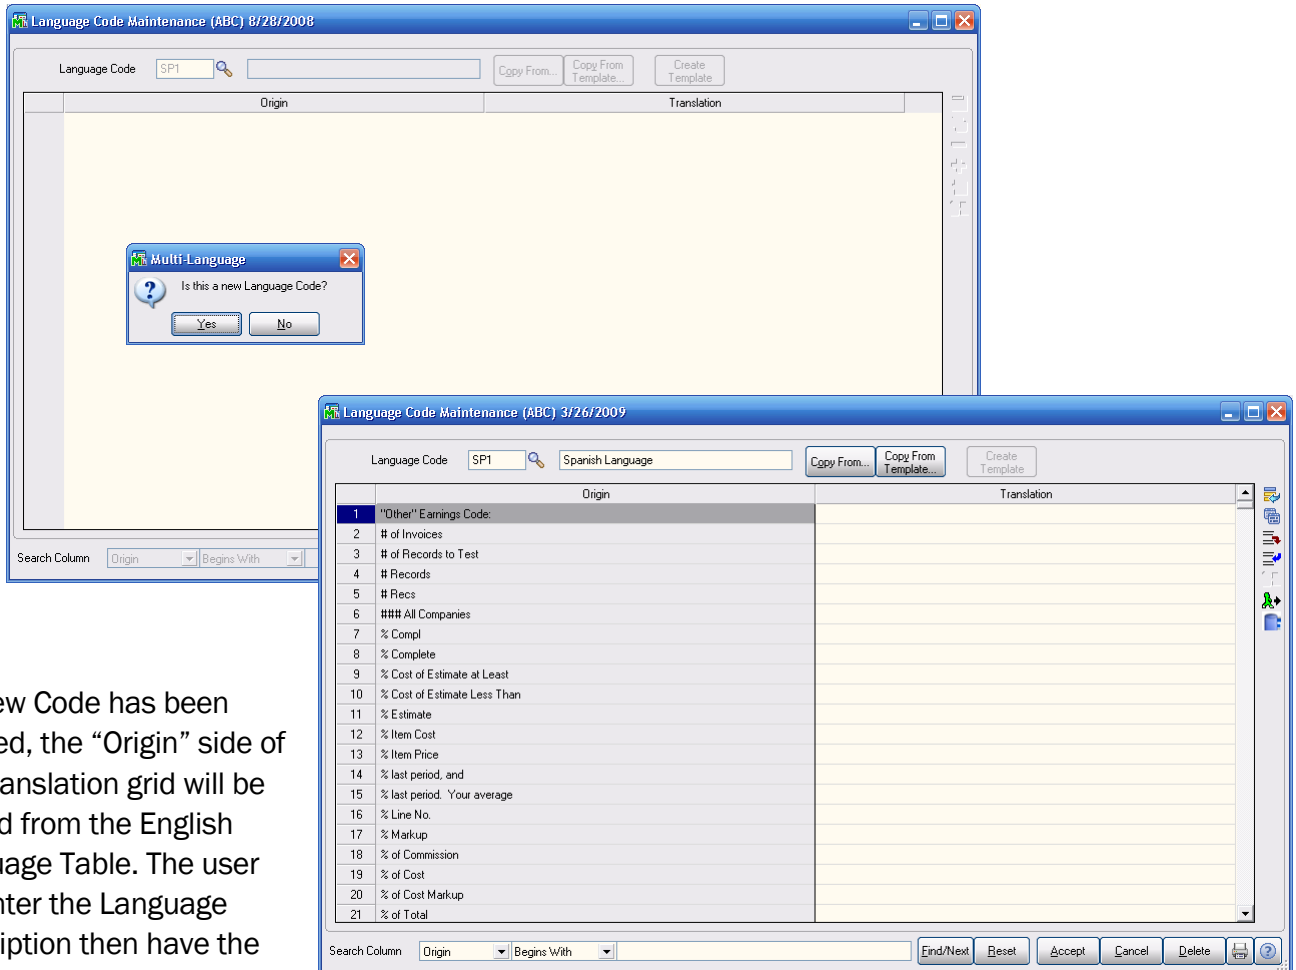 Language Code Maintenance (ABC) 8/28/2008
Language Code SP1 Copy From... Copy From Template... Create Template
Origin Translation
Multi-Language
Is this a new Language Code?
Yes No
Search Column Origin Begins With
Language Code Maintenance (ABC) 3/26/2009
Language Code SP1 Spanish Language Copy From... Copy From Template... Create Template
Origin Translation
1 "Other" Earnings Code:
2 # of Invoices
3 # of Records to Test
4 # Records
5 # Recs
6 ### All Companies
7 % Compl
8 % Complete
9 % Cost of Estimate at Least
10 % Cost of Estimate Less Than
11 % Estimate
12 % Item Cost
13 % Item Price
14 % last period, and
15 % last period.  Your average
16 % Line No.
17 % Markup
18 % of Commission
19 % of Cost
20 % of Cost Markup
21 % of Total
Search Column Origin Begins With Find/Next Reset Accept Cancel Delete
ew Code has been
ed, the “Origin” side of
anslation grid will be
d from the English
uage Table. The user
nter the Language
iption then have the